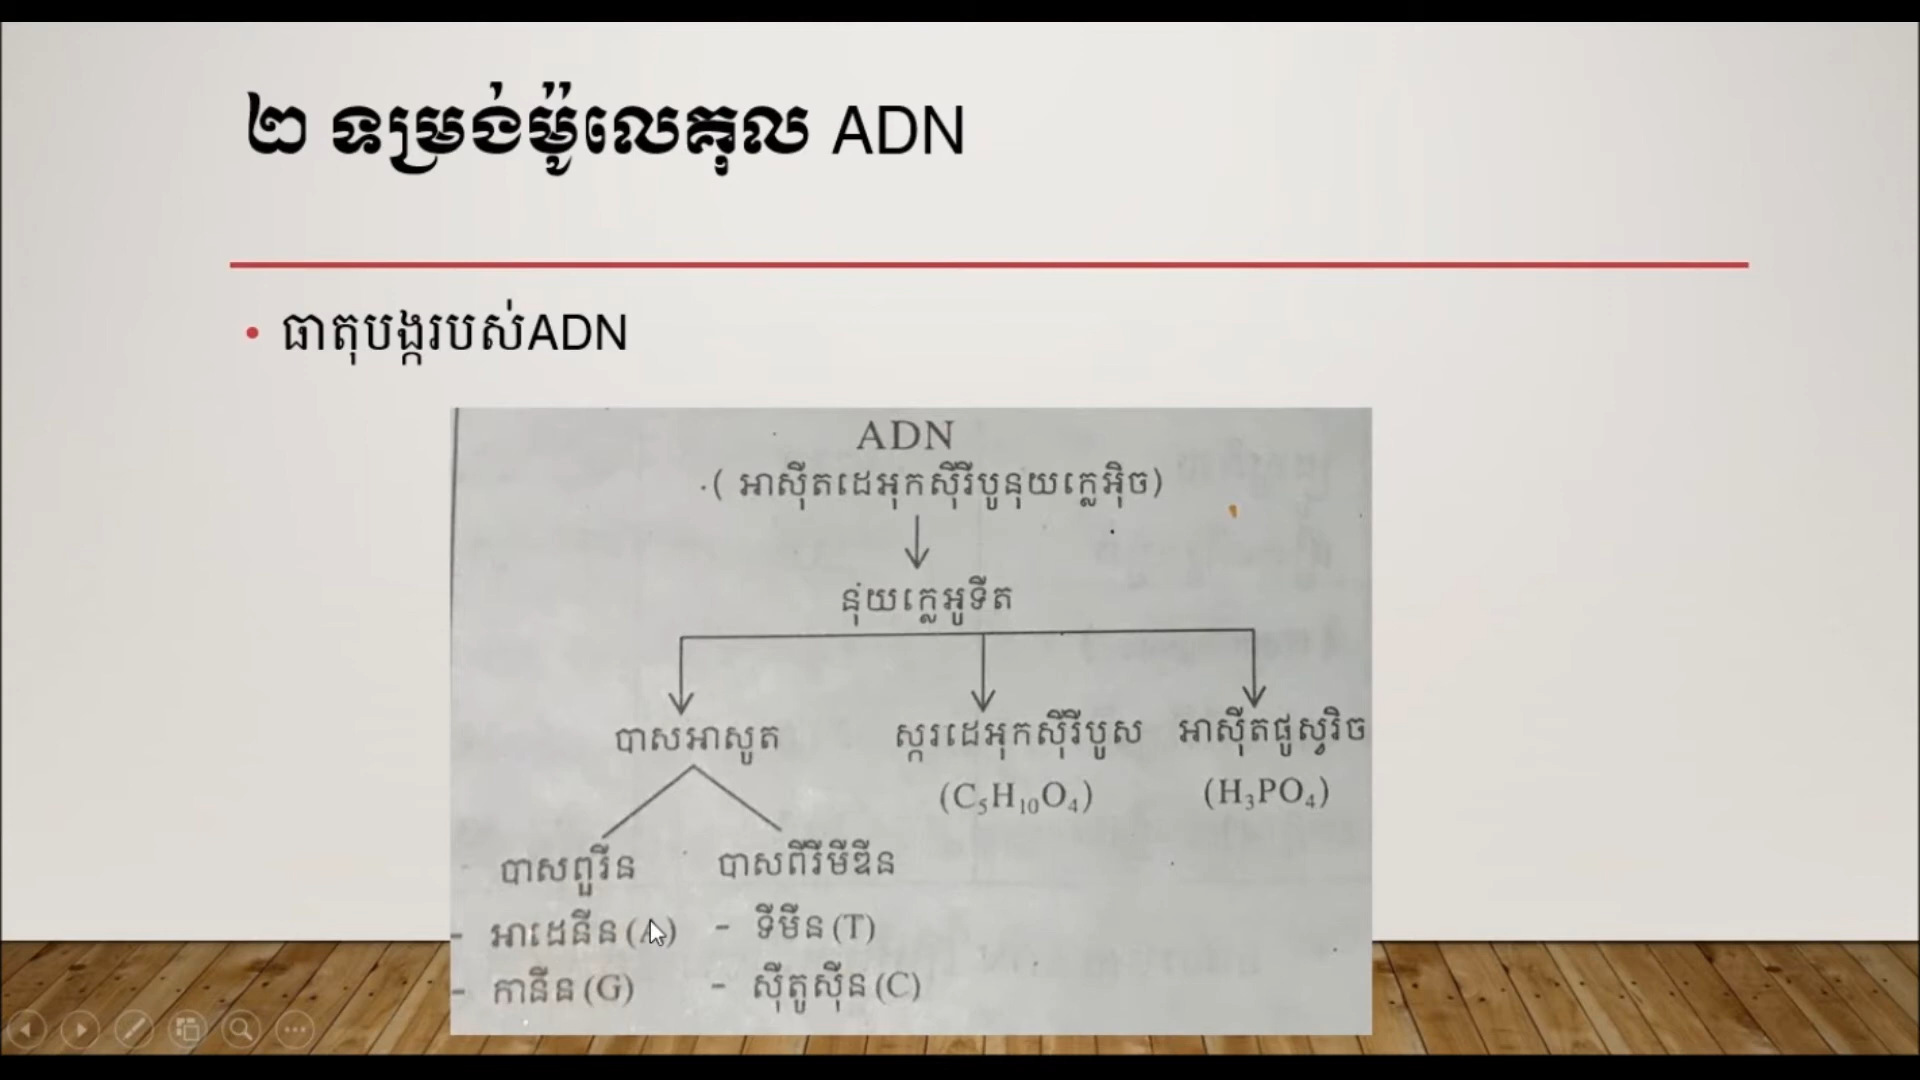 ២ ទម្រង់ម៉ូលេគុល ADN
• ធាតុបង្ករបស់ADN
ADN
( អាស៊ីតដេអុកស៊ីរីបូនុយក្លេអ៊ិច)
នុយក្លេអូទីត
បាសអាសូត ស្ករដេអុកស៊ីរីបូស អាស៊ីតផូស្វរិច
(C₅H₁₀O₄) (H₃PO₄)
បាសពួរីន បាសពីរីមីឌីន
- អាដេនីន (A) - ទីមីន (T)
- កានីន (G) - ស៊ីតូស៊ីន (C)